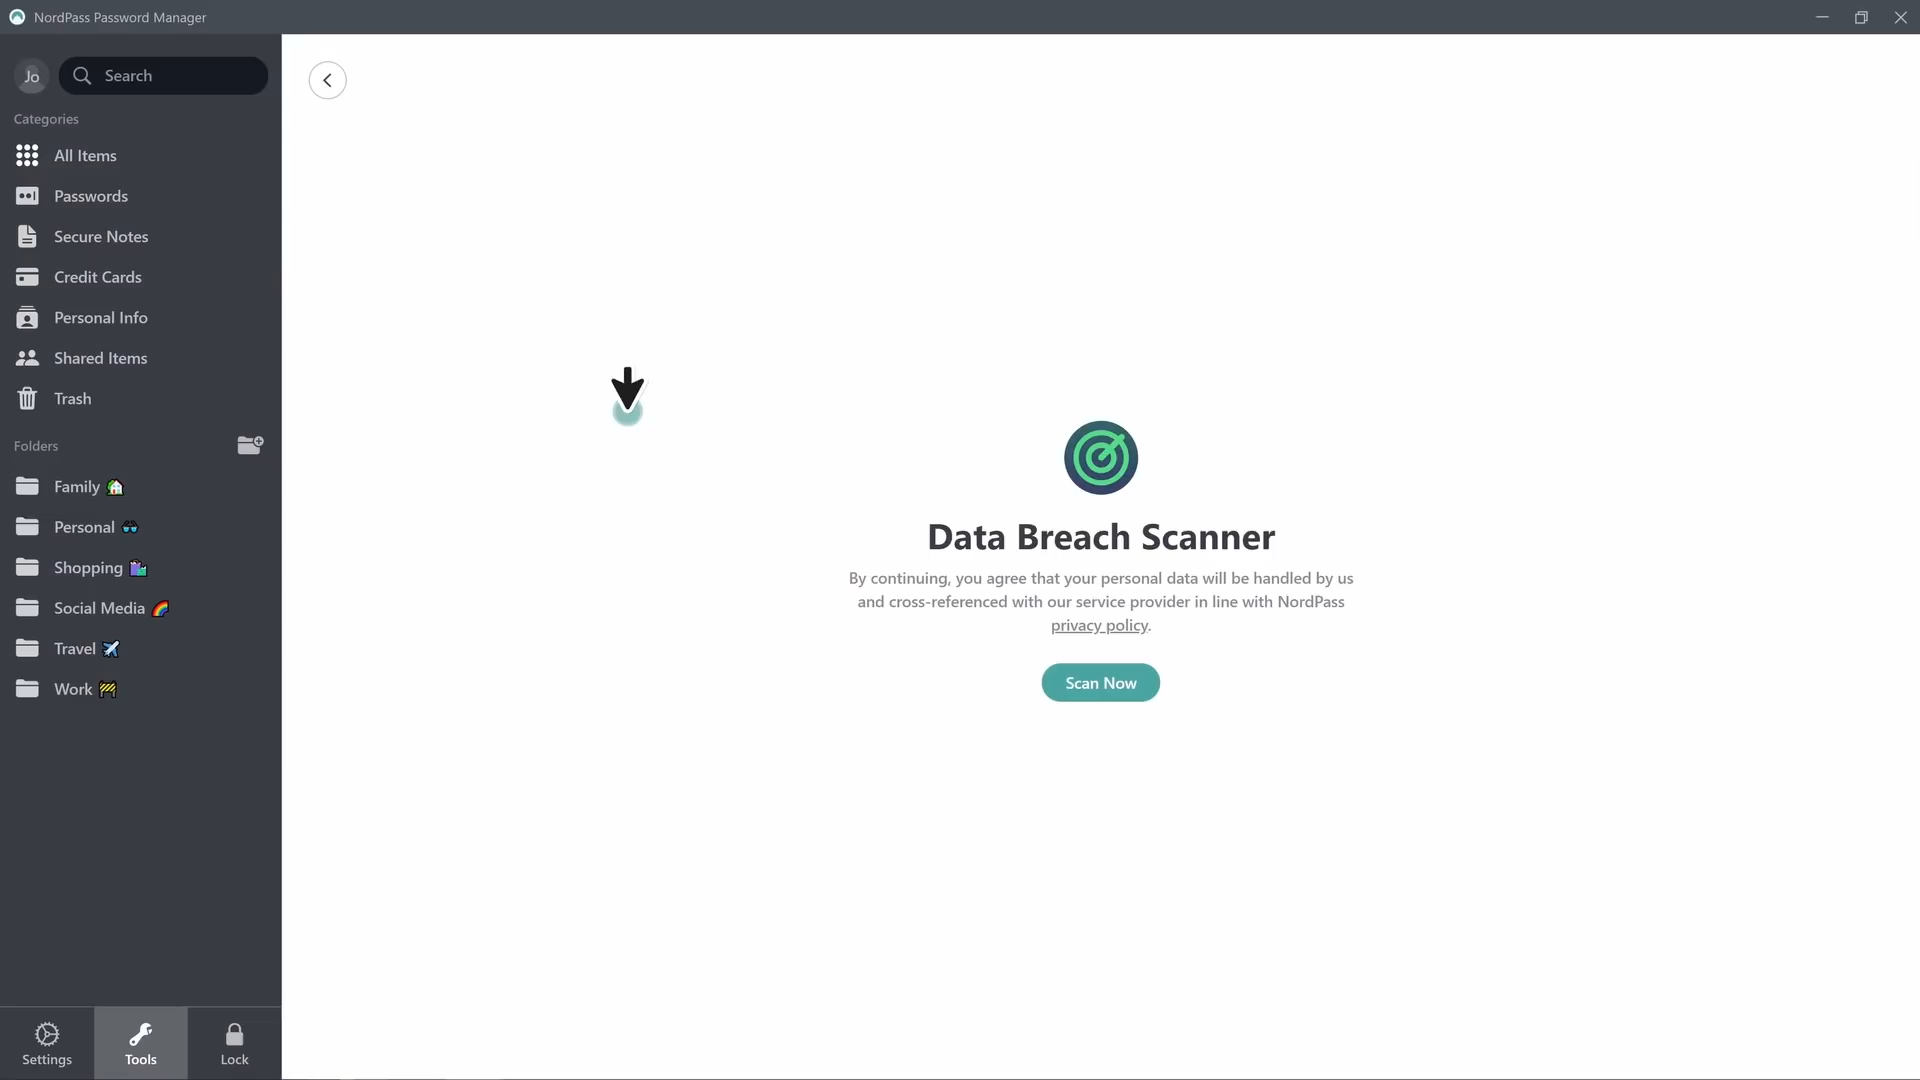 NordPass Password Manager
Jo
Search
Categories
All Items
Passwords
Secure Notes
Credit Cards
Personal Info
Shared Items
Trash
Folders
Family 🏡
Personal 🕶️
Shopping 🛍️
Social Media 🌈
Travel ✈️
Work 🚧
Settings
Tools
Lock
Data Breach Scanner
By continuing, you agree that your personal data will be handled by us
and cross-referenced with our service provider in line with NordPass
privacy policy.
Scan Now